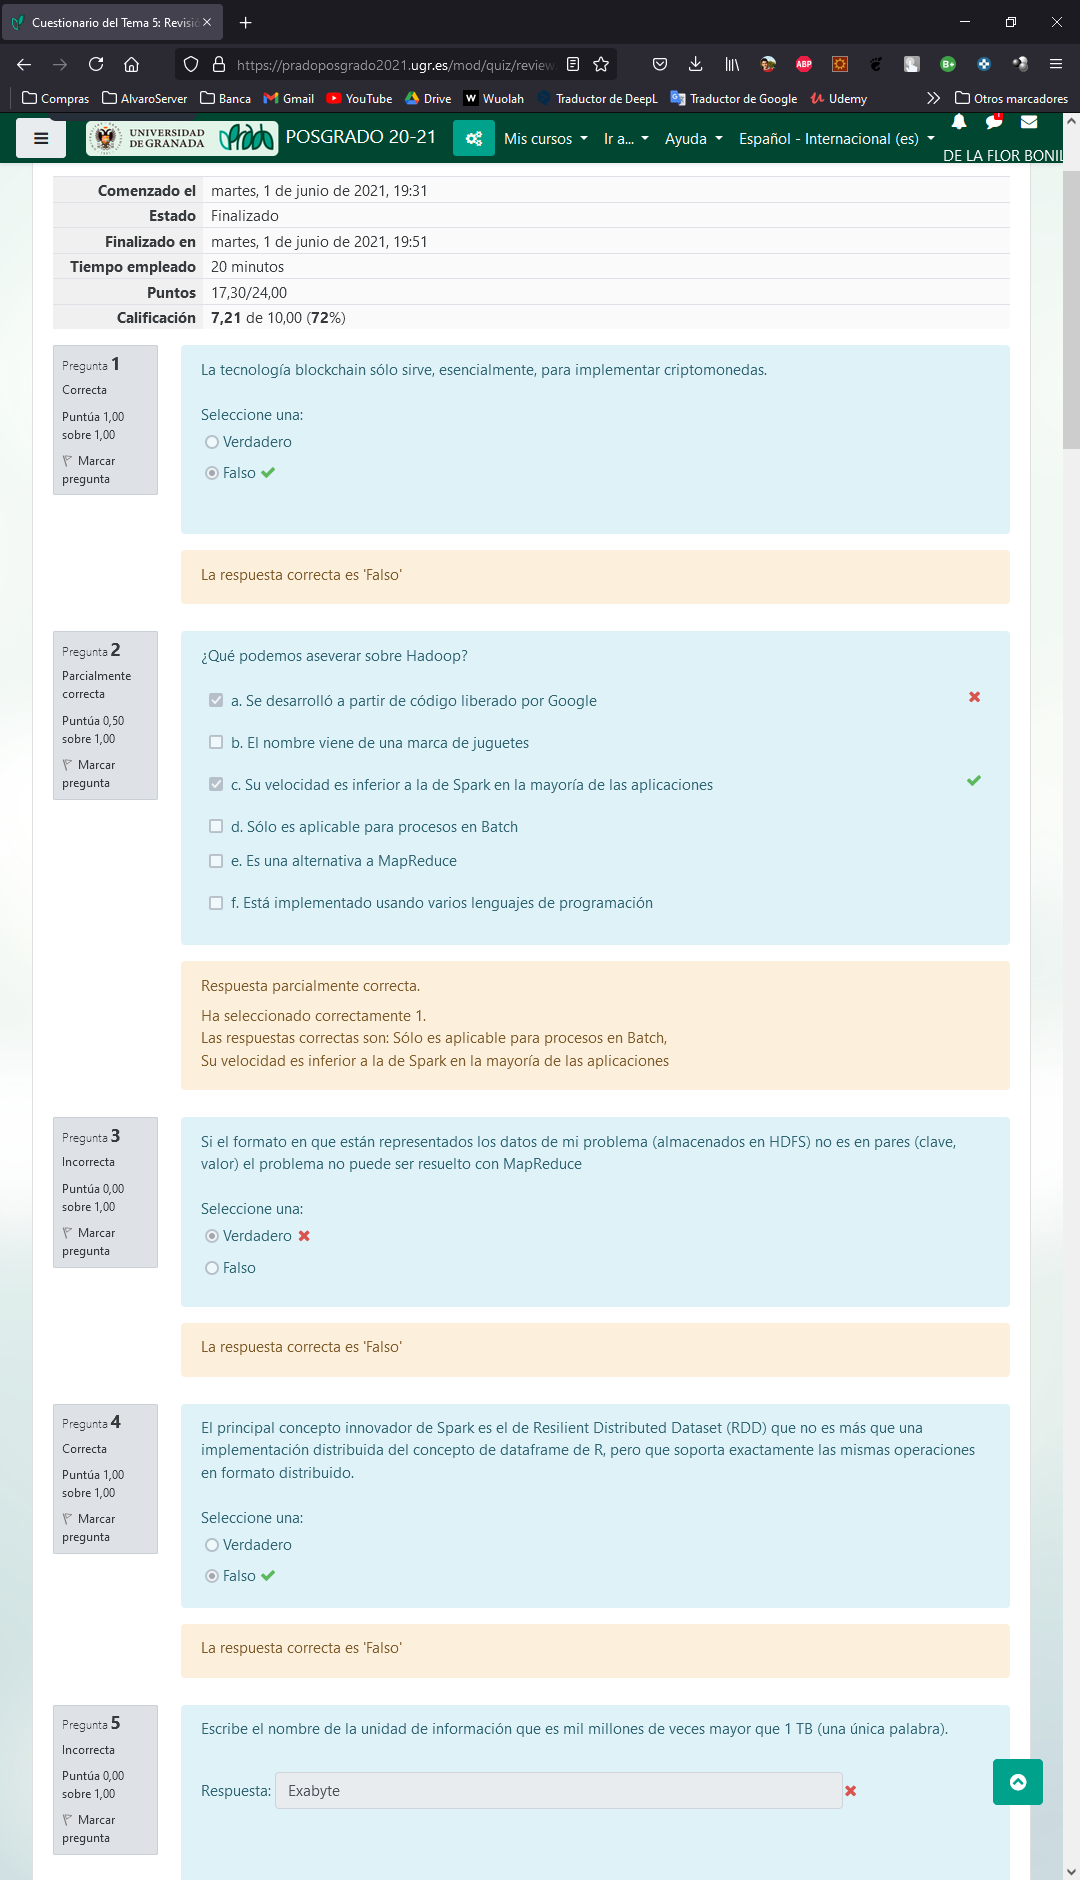 Cuestionario del Tema 5: Revisió
https://pradoposgrado2021.ugr.es/mod/quiz/review
ABP
B+
Compras
AlvaroServer
Banca
Gmail
YouTube
Drive
W Wuolah
Traductor de DeepL
Traductor de Google
Udemy
Otros marcadores
UNIVERSIDAD
DE GRANADA
POSGRADO 20-21
Mis cursos
Ir a...
Ayuda
Español - Internacional (es)
DE LA FLOR BONIL
Comenzado el martes, 1 de junio de 2021, 19:31
Estado Finalizado
Finalizado en martes, 1 de junio de 2021, 19:51
Tiempo empleado 20 minutos
Puntos 17,30/24,00
Calificación 7,21 de 10,00 (72%)
Pregunta 1
Correcta
Puntúa 1,00
sobre 1,00
Marcar
pregunta
La tecnología blockchain sólo sirve, esencialmente, para implementar criptomonedas.
Seleccione una:
Verdadero
Falso
La respuesta correcta es 'Falso'
Pregunta 2
Parcialmente
correcta
Puntúa 0,50
sobre 1,00
Marcar
pregunta
¿Qué podemos aseverar sobre Hadoop?
a. Se desarrolló a partir de código liberado por Google
b. El nombre viene de una marca de juguetes
c. Su velocidad es inferior a la de Spark en la mayoría de las aplicaciones
d. Sólo es aplicable para procesos en Batch
e. Es una alternativa a MapReduce
f. Está implementado usando varios lenguajes de programación
Respuesta parcialmente correcta.
Ha seleccionado correctamente 1.
Las respuestas correctas son: Sólo es aplicable para procesos en Batch,
Su velocidad es inferior a la de Spark en la mayoría de las aplicaciones
Pregunta 3
Incorrecta
Puntúa 0,00
sobre 1,00
Marcar
pregunta
Si el formato en que están representados los datos de mi problema (almacenados en HDFS) no es en pares (clave,
valor) el problema no puede ser resuelto con MapReduce
Seleccione una:
Verdadero
Falso
La respuesta correcta es 'Falso'
Pregunta 4
Correcta
Puntúa 1,00
sobre 1,00
Marcar
pregunta
El principal concepto innovador de Spark es el de Resilient Distributed Dataset (RDD) que no es más que una
implementación distribuida del concepto de dataframe de R, pero que soporta exactamente las mismas operaciones
en formato distribuido.
Seleccione una:
Verdadero
Falso
La respuesta correcta es 'Falso'
Pregunta 5
Incorrecta
Puntúa 0,00
sobre 1,00
Marcar
pregunta
Escribe el nombre de la unidad de información que es mil millones de veces mayor que 1 TB (una única palabra).
Respuesta: Exabyte